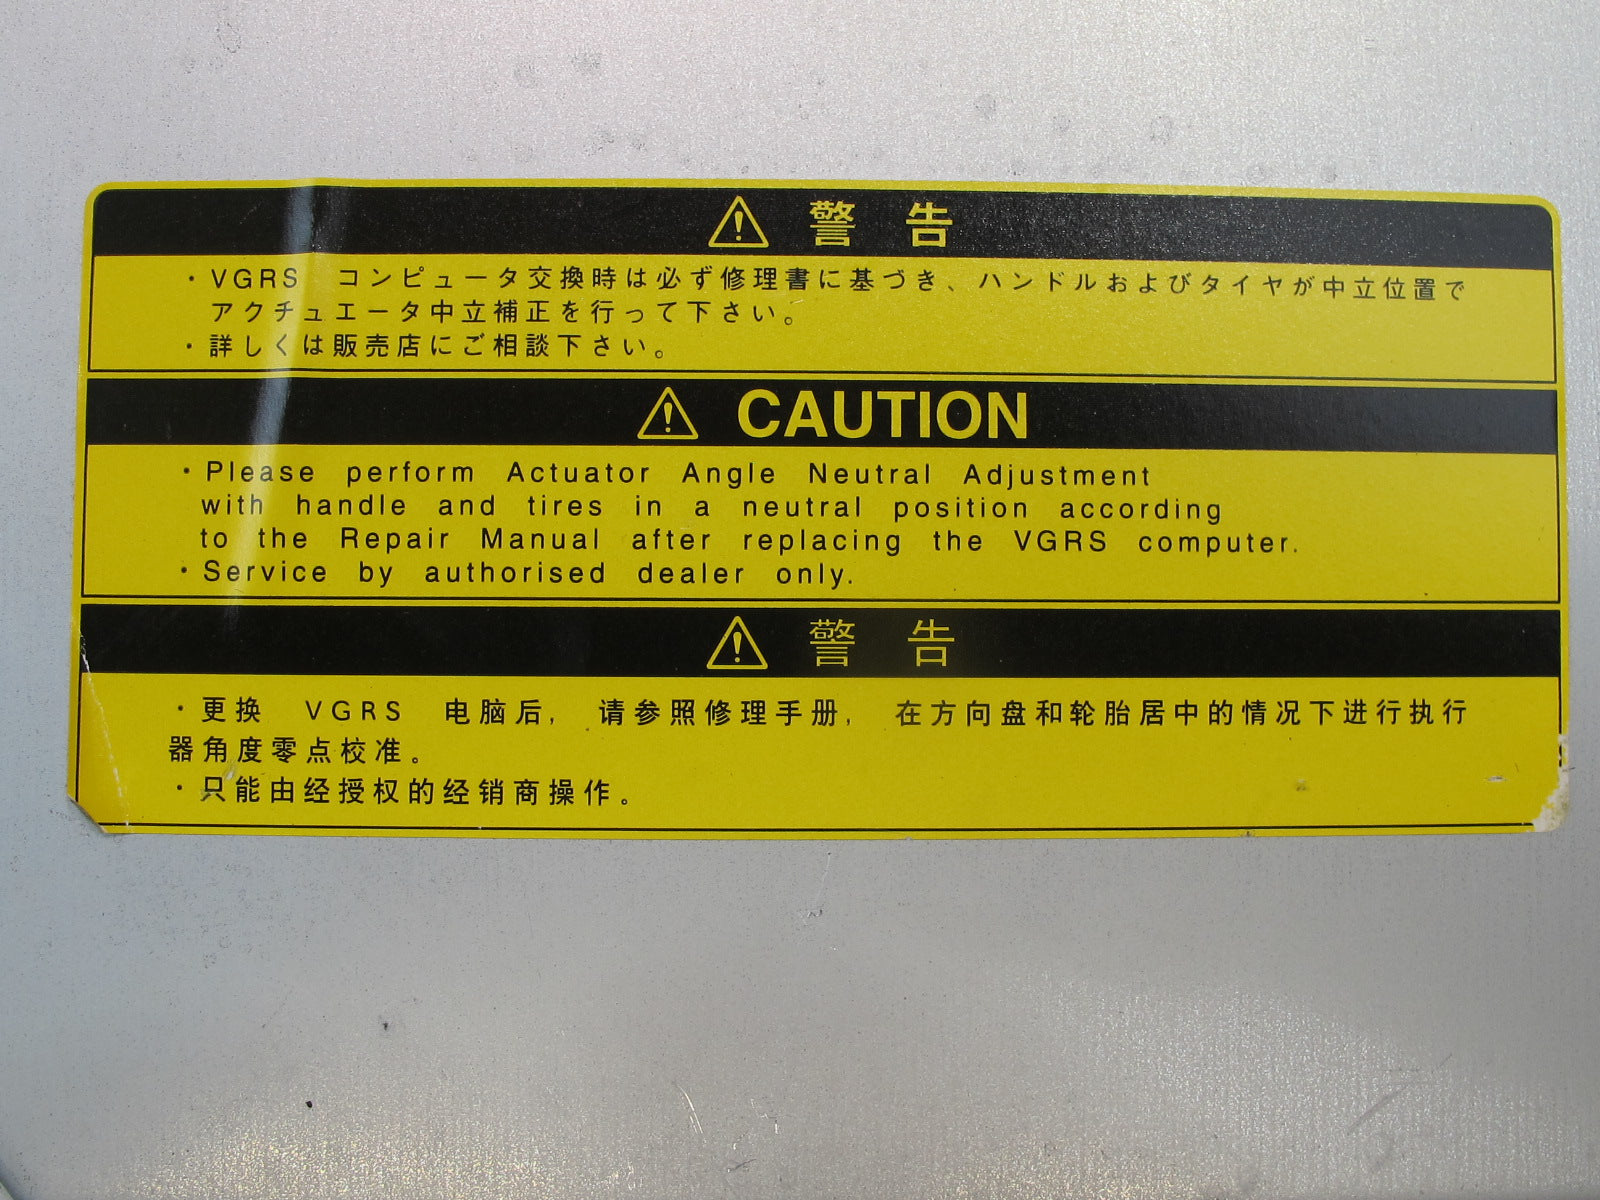 ⚠ 警告
・VGRS コンピュータ交換時は必ず修理書に基づき、ハンドルおよびタイヤが中立位置で
アクチュエータ中立補正を行って下さい。
・詳しくは販売店にご相談下さい。
⚠ CAUTION
・Please perform Actuator Angle Neutral Adjustment
with handle and tires in a neutral position according
to the Repair Manual after replacing the VGRS computer.
・Service by authorised dealer only.
⚠ 警告
・更换 VGRS 电脑后, 请参照修理手册, 在方向盘和轮胎居中的情况下进行执行
器角度零点校准。
・只能由经授权的经销商操作。